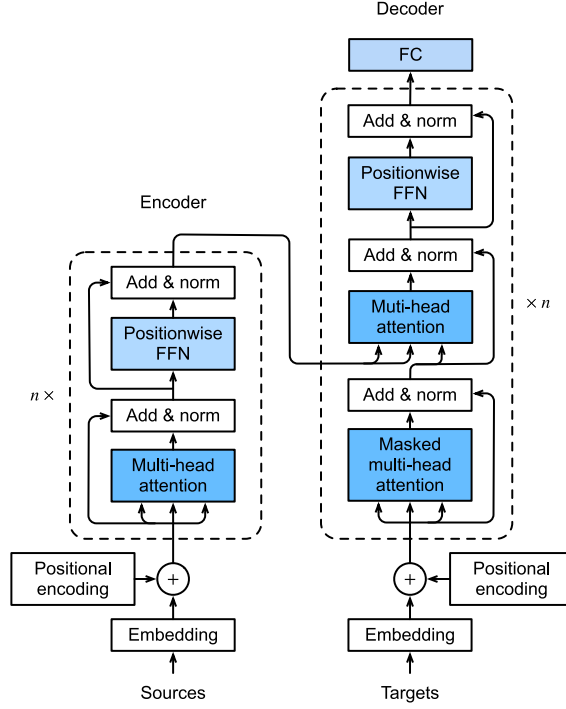 Decoder
FC
Add & norm
Positionwise
FFN
Add & norm
Muti-head
attention
× n
Add & norm
Masked
multi-head
attention
Positional
encoding
+
Embedding
Targets
Encoder
Add & norm
Positionwise
FFN
n ×
Add & norm
Multi-head
attention
Positional
encoding
+
Embedding
Sources